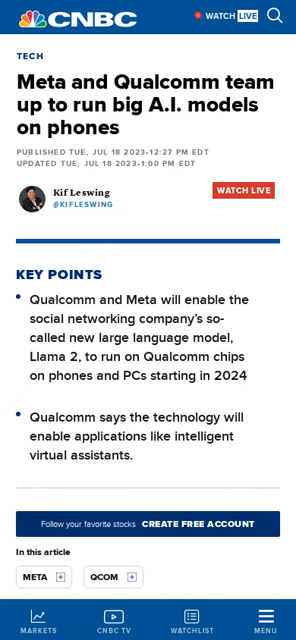 CNBC
WATCH LIVE
TECH
Meta and Qualcomm team
up to run big A.I. models
on phones
PUBLISHED TUE, JUL 18 2023-12:27 PM EDT
UPDATED TUE, JUL 18 2023-1:00 PM EDT
Kif Leswing
@KIFLESWING
WATCH LIVE
KEY POINTS
Qualcomm and Meta will enable the
social networking company's so-
called new large language model,
Llama 2, to run on Qualcomm chips
on phones and PCs starting in 2024
Qualcomm says the technology will
enable applications like intelligent
virtual assistants.
Follow your favorite stocks CREATE FREE ACCOUNT
In this article
META
QCOM
MARKETS
CNBC TV
WATCHLIST
MENU